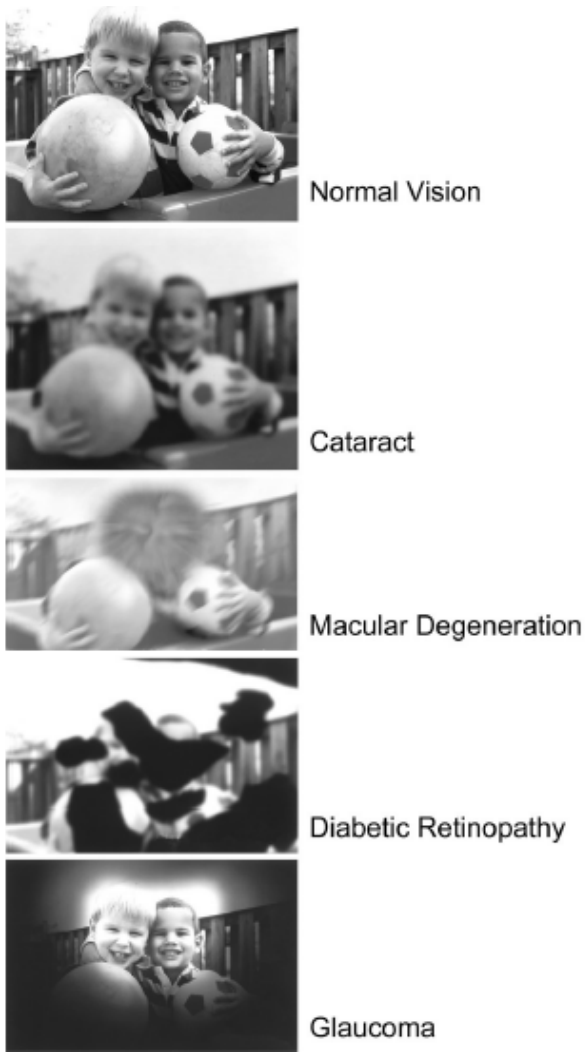 Normal Vision
Cataract
Macular Degeneration
Diabetic Retinopathy
Glaucoma